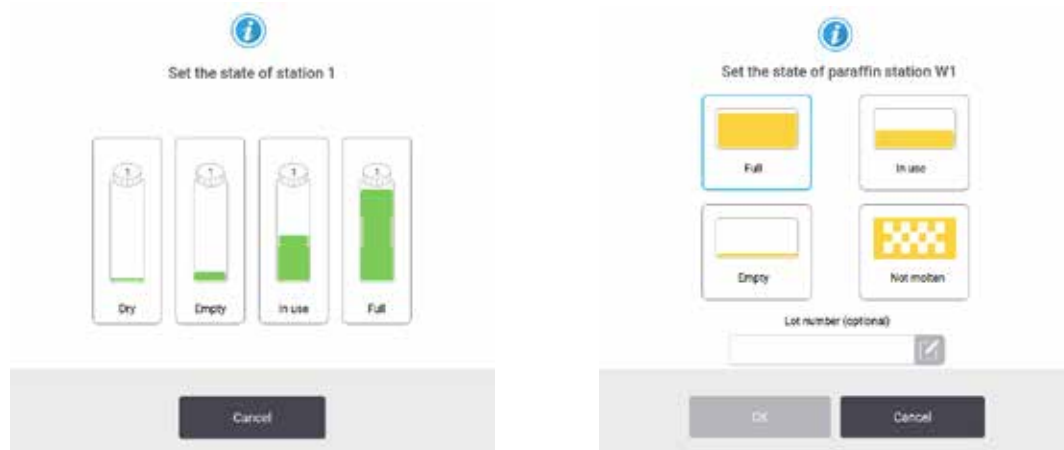 Set the state of station 1
1
1
1
1
Dry
Empty
In use
Full
Cancel
Set the state of paraffin station W1
Full
In use
Empty
Not molten
Lot number (optional)
OK
Cancel